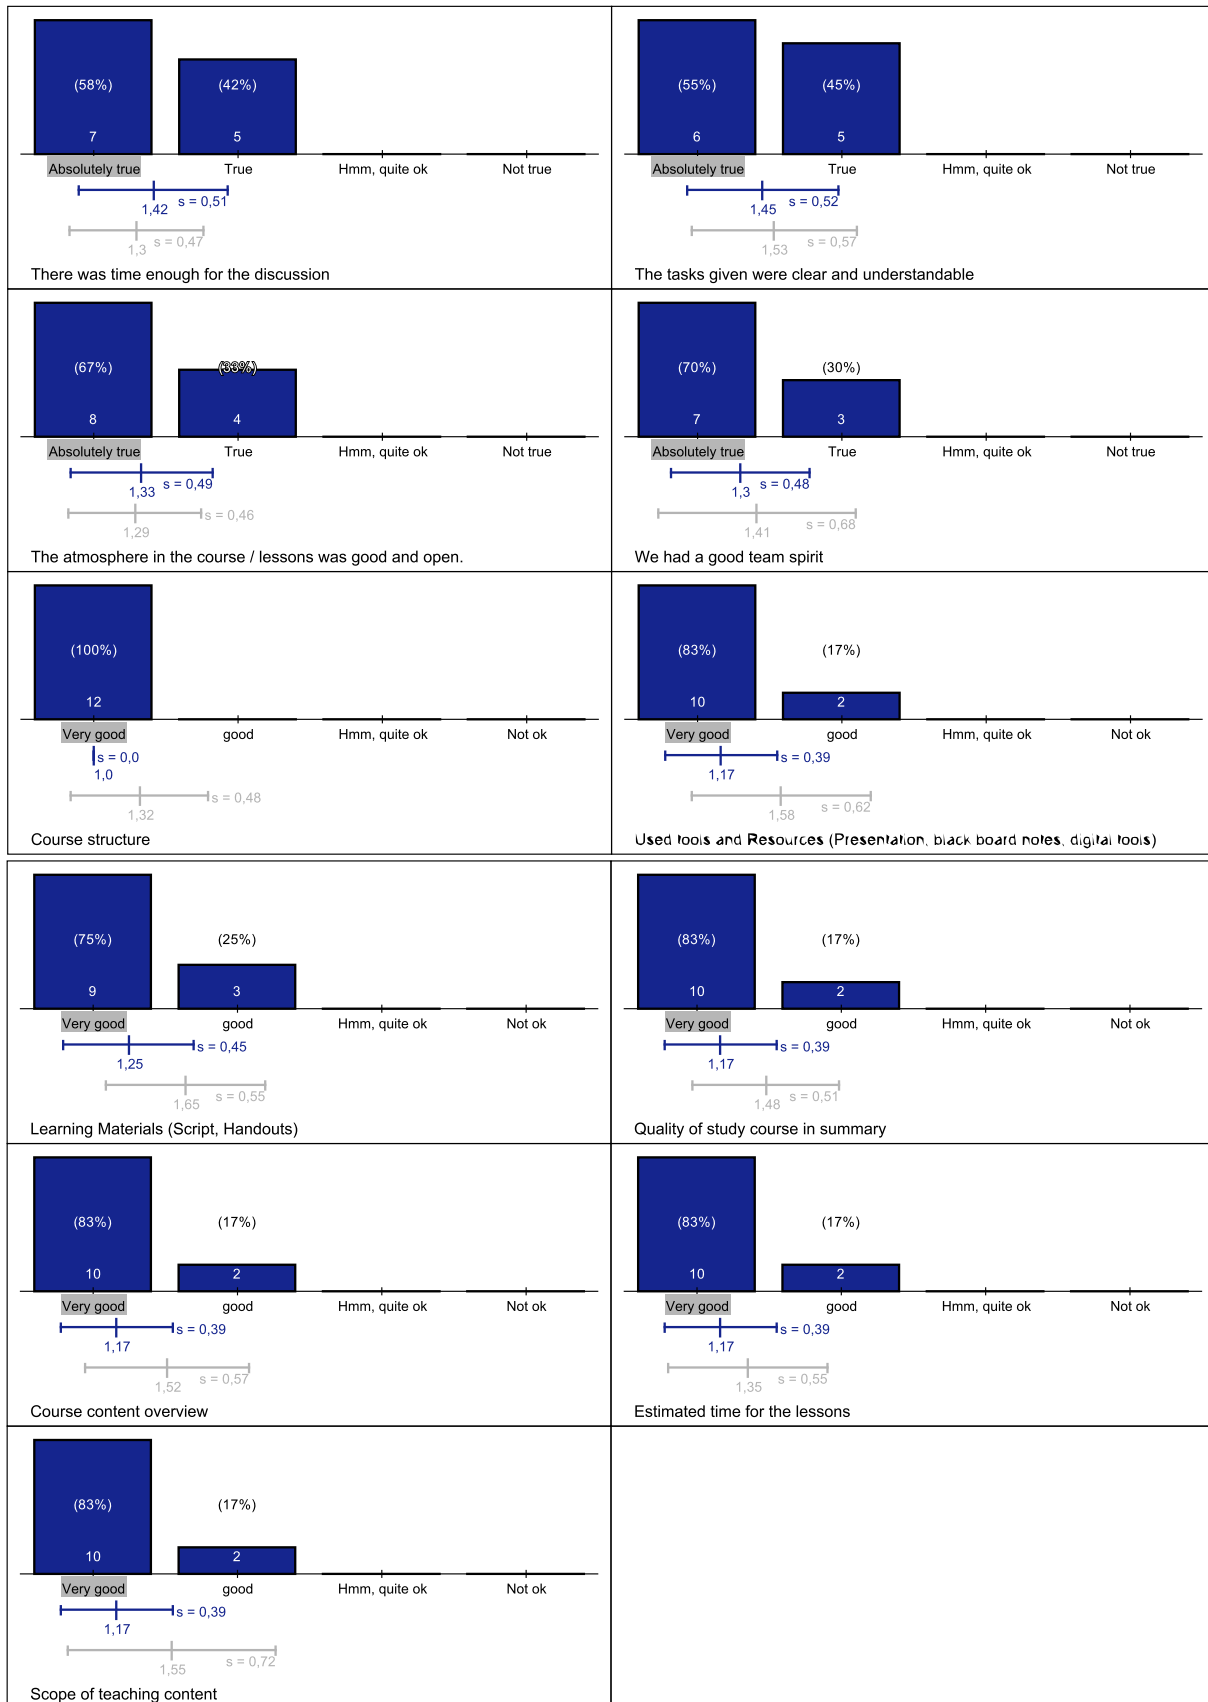 (58%)
(42%)
7
5
Absolutely true
True
Hmm, quite ok
Not true
s = 0,51
1,42
s = 0,47
1,3
There was time enough for the discussion
(55%)
(45%)
6
5
Absolutely true
True
Hmm, quite ok
Not true
s = 0,52
1,45
s = 0,57
1,53
The tasks given were clear and understandable
(67%)
(33%)
8
4
Absolutely true
True
Hmm, quite ok
Not true
s = 0,49
1,33
s = 0,46
1,29
The atmosphere in the course / lessons was good and open.
(70%)
(30%)
7
3
Absolutely true
True
Hmm, quite ok
Not true
s = 0,48
1,3
s = 0,68
1,41
We had a good team spirit
(100%)
12
Very good
good
Hmm, quite ok
Not ok
s = 0,0
1,0
s = 0,48
1,32
Course structure
(83%)
(17%)
10
2
Very good
good
Hmm, quite ok
Not ok
s = 0,39
1,17
s = 0,62
1,58
Used tools and Resources (Presentation, black board notes, digital tools)
(75%)
(25%)
9
3
Very good
good
Hmm, quite ok
Not ok
s = 0,45
1,25
s = 0,55
1,65
Learning Materials (Script, Handouts)
(83%)
(17%)
10
2
Very good
good
Hmm, quite ok
Not ok
s = 0,39
1,17
s = 0,51
1,48
Quality of study course in summary
(83%)
(17%)
10
2
Very good
good
Hmm, quite ok
Not ok
s = 0,39
1,17
s = 0,57
1,52
Course content overview
(83%)
(17%)
10
2
Very good
good
Hmm, quite ok
Not ok
s = 0,39
1,17
s = 0,55
1,35
Estimated time for the lessons
(83%)
(17%)
10
2
Very good
good
Hmm, quite ok
Not ok
s = 0,39
1,17
s = 0,72
1,55
Scope of teaching content